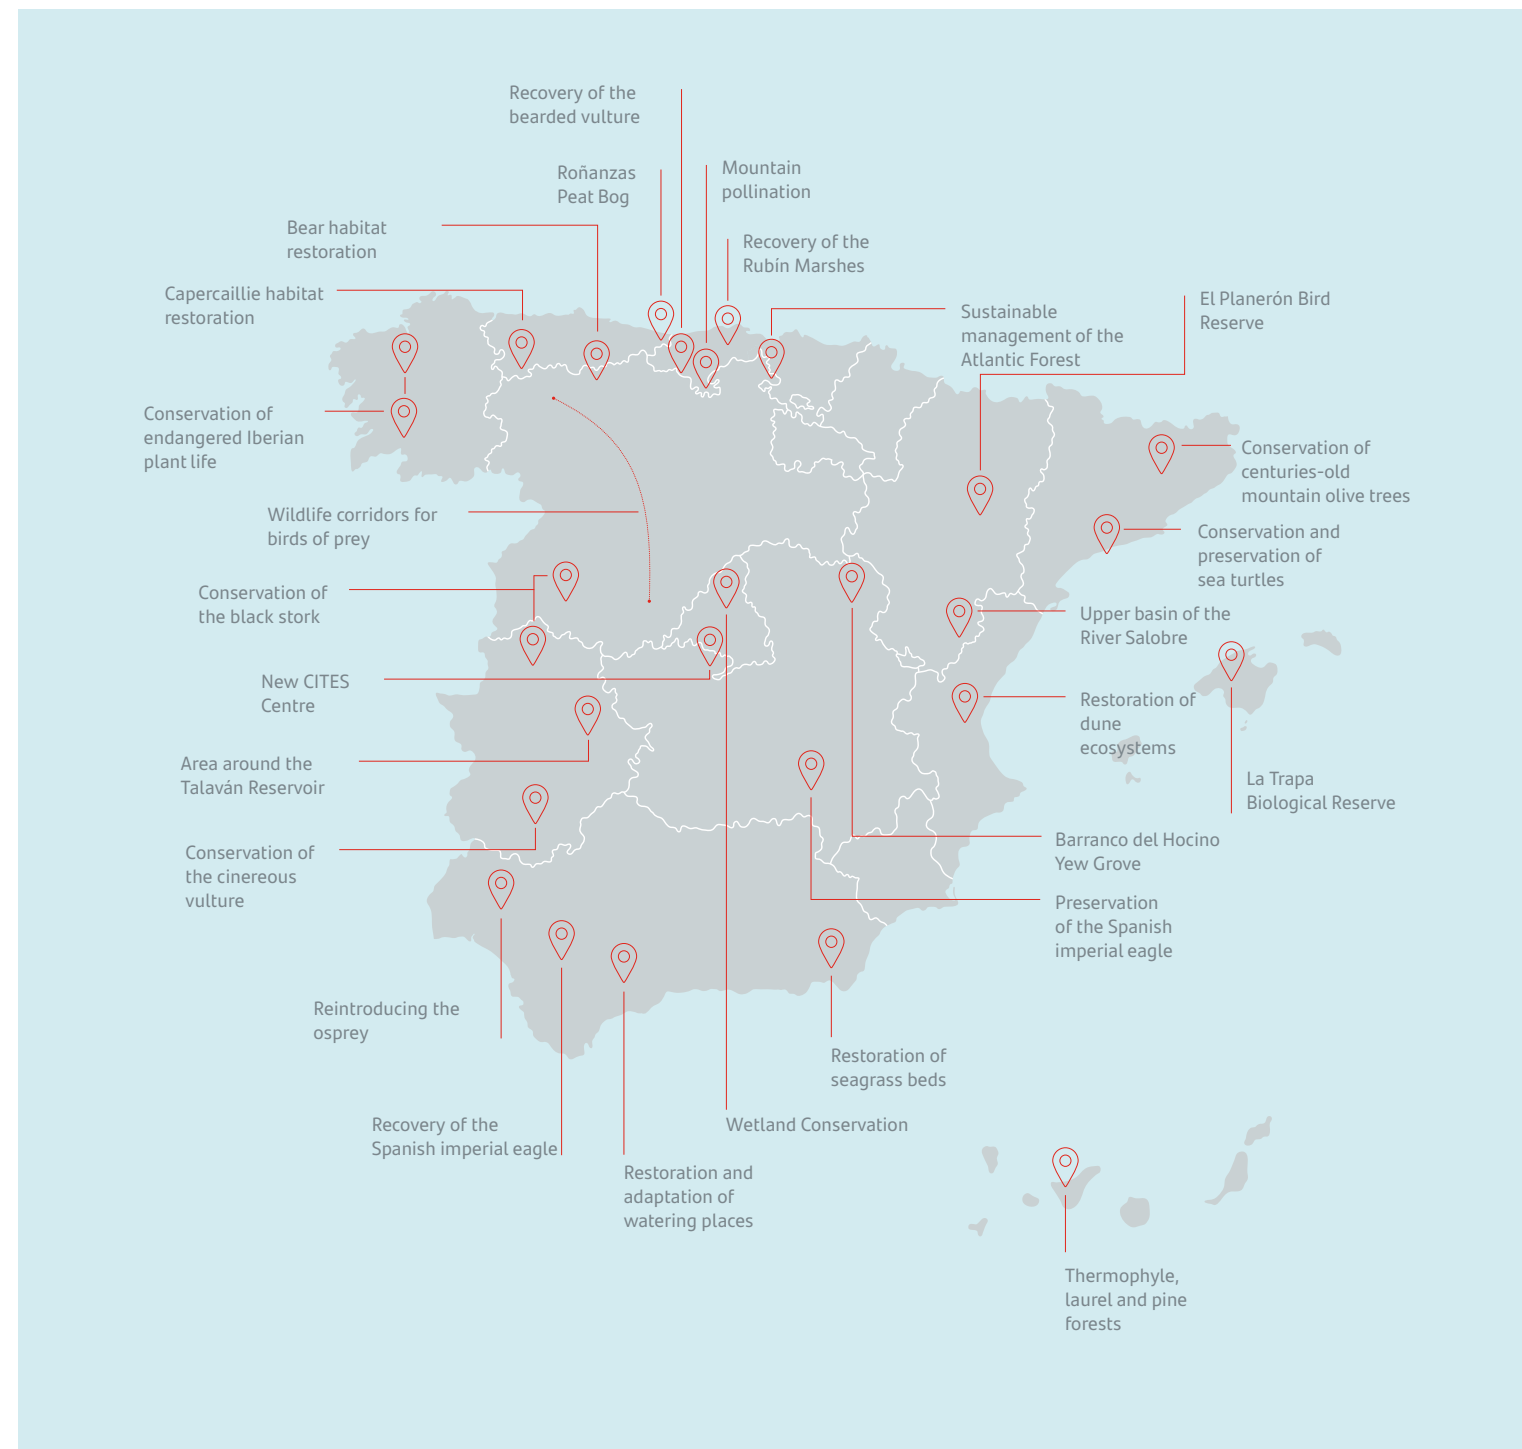 Recovery of the
bearded vulture
Roñanzas
Peat Bog
Mountain
pollination
Bear habitat
restoration
Recovery of the
Rubín Marshes
Capercaillie habitat
restoration
Sustainable
management of the
Atlantic Forest
El Planerón Bird
Reserve
Conservation of
endangered Iberian
plant life
Conservation of
centuries-old
mountain olive trees
Wildlife corridors for
birds of prey
Conservation and
preservation of
sea turtles
Conservation of
the black stork
Upper basin of the
River Salobre
New CITES
Centre
Restoration of
dune
ecosystems
Area around the
Talaván Reservoir
La Trapa
Biological Reserve
Conservation of
the cinereous
vulture
Barranco del Hocino
Yew Grove
Preservation
of the Spanish
imperial eagle
Reintroducing the
osprey
Restoration of
seagrass beds
Recovery of the
Spanish imperial eagle
Wetland Conservation
Restoration and
adaptation of
watering places
Thermophyle,
laurel and pine
forests